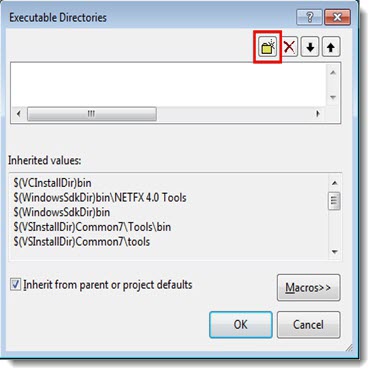 Executable Directories
Inherited values:
$(VCInstallDir)bin
$(WindowsSdkDir)bin\NETFX 4.0 Tools
$(WindowsSdkDir)bin
$(VSInstallDir)Common7\Tools\bin
$(VSInstallDir)Common7\tools
Inherit from parent or project defaults
Macros>>
OK
Cancel